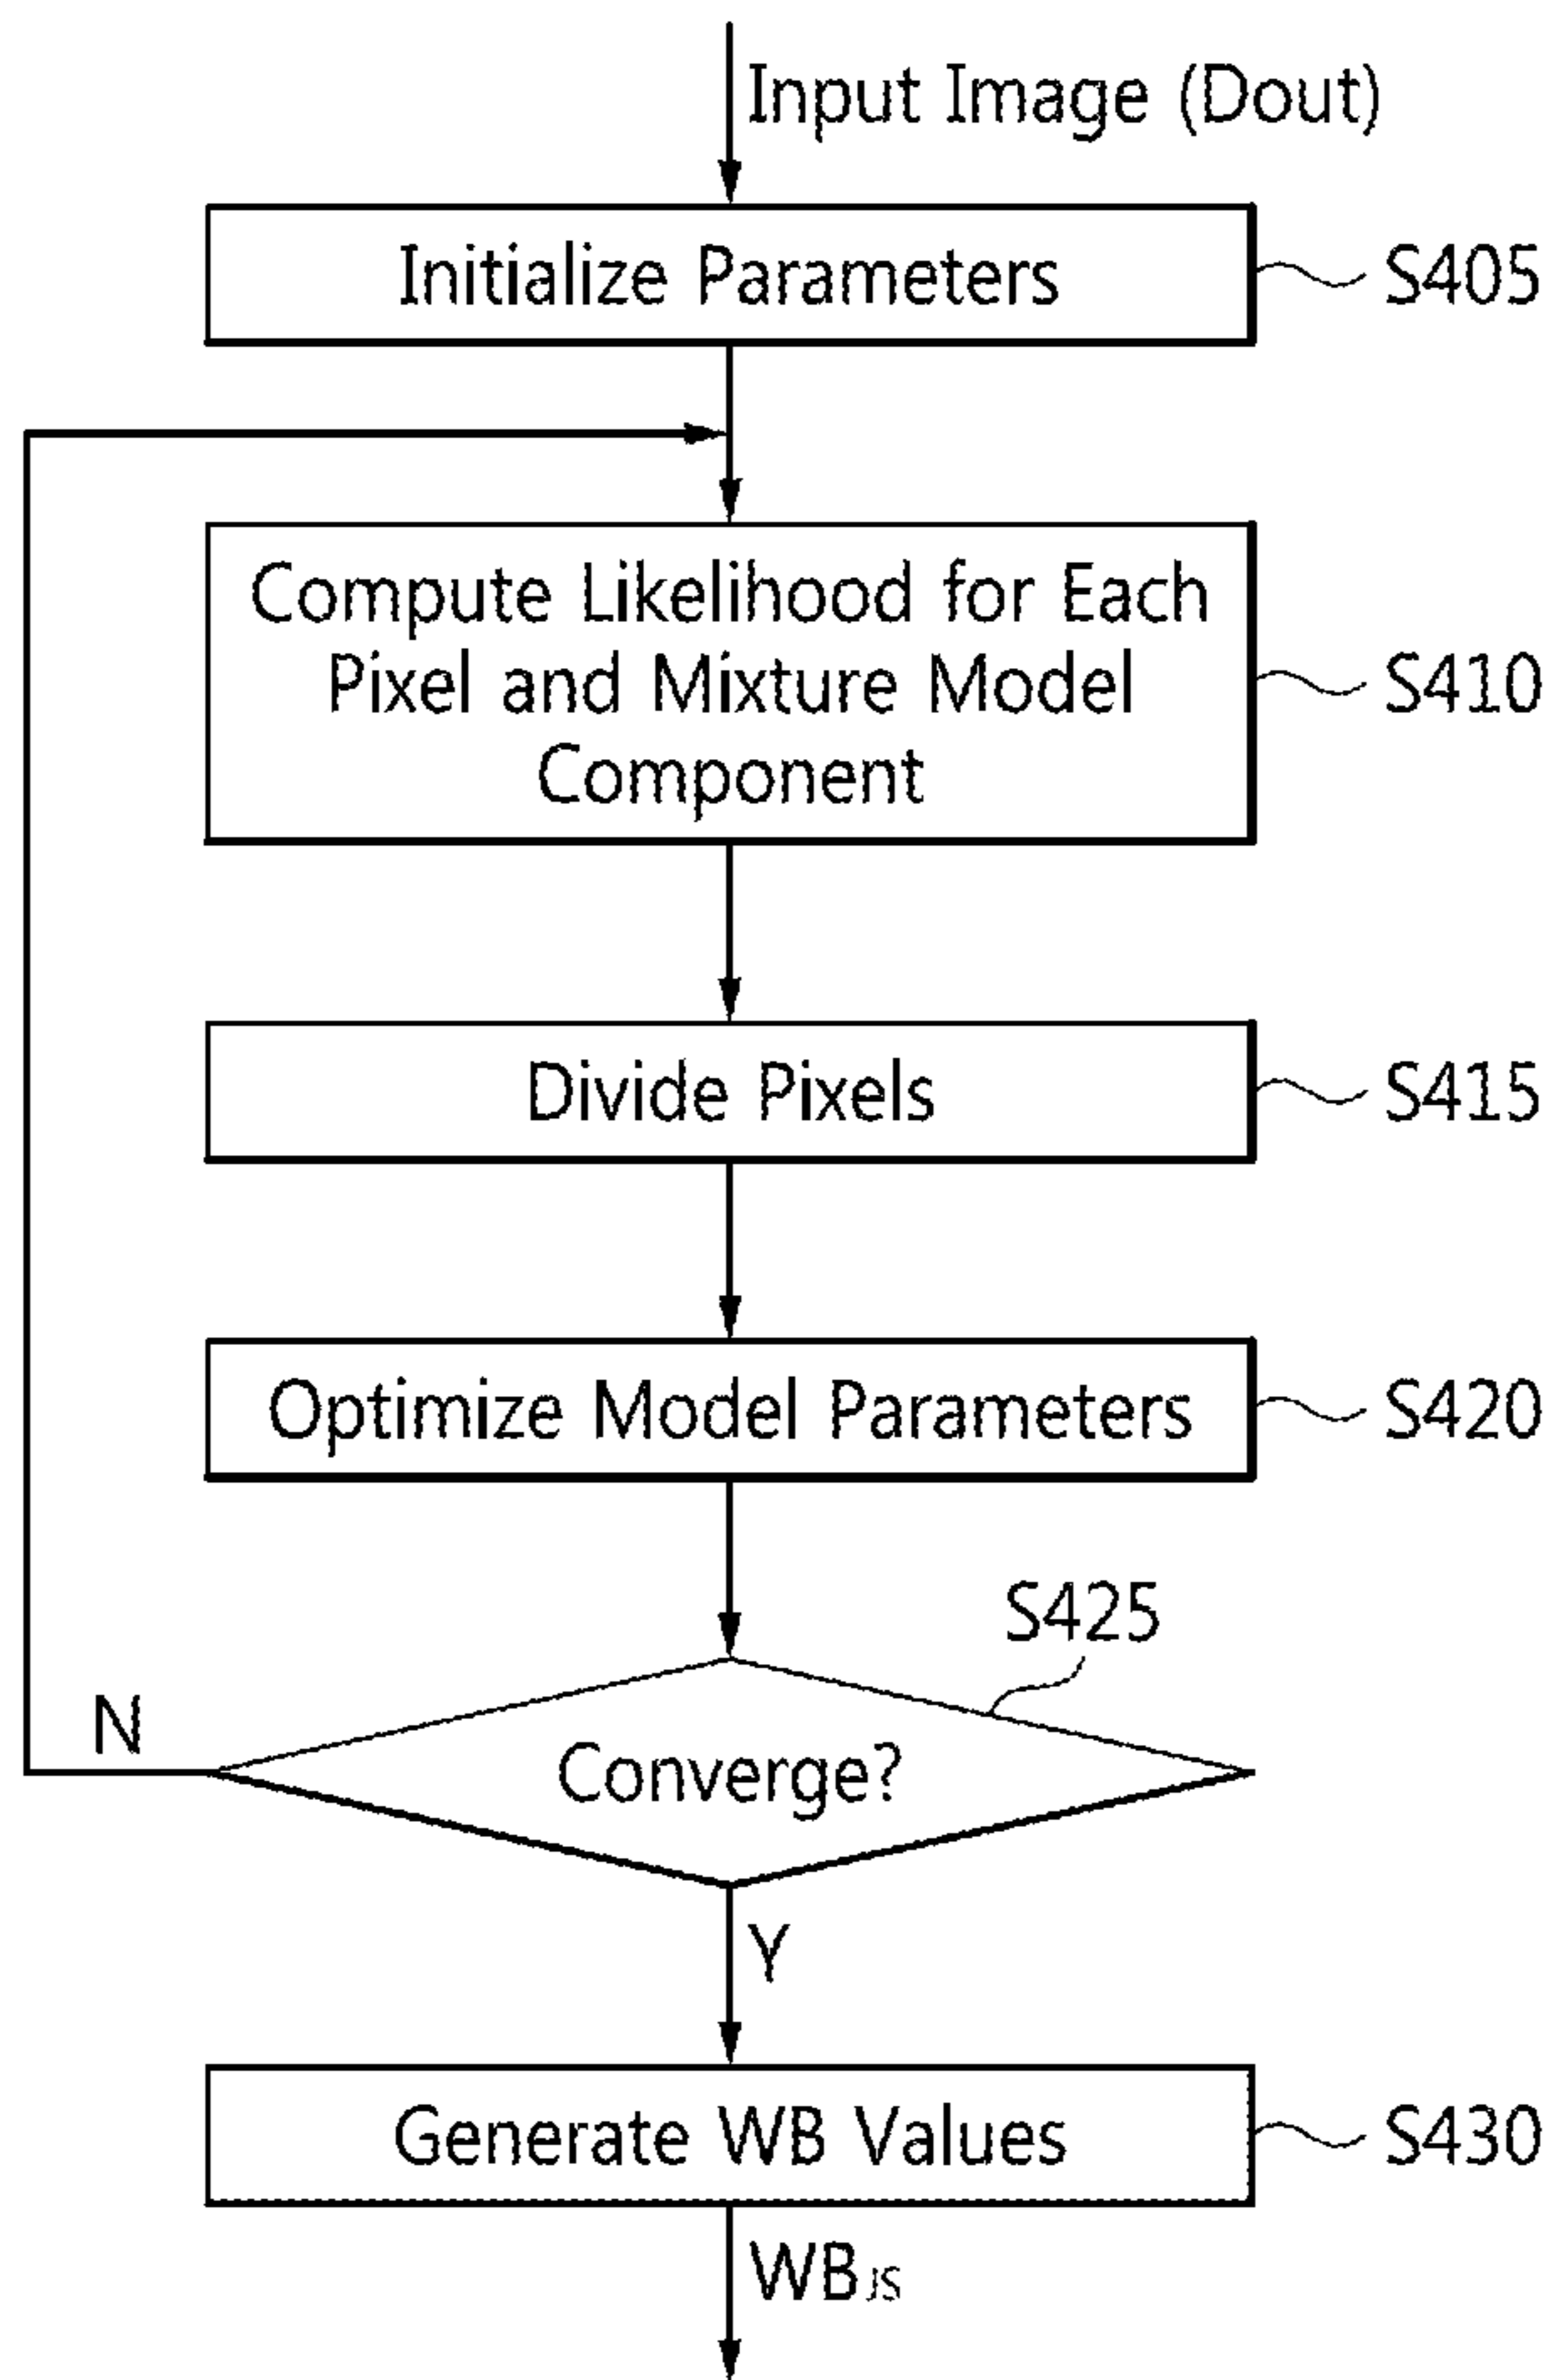 Input Image (Dout)
Initialize Parameters
S405
Compute Likelihood for Each
Pixel and Mixture Model
Component
S410
Divide Pixels
S415
Optimize Model Parameters
S420
S425
Converge?
N
Y
Generate WB Values
S430
WBJS